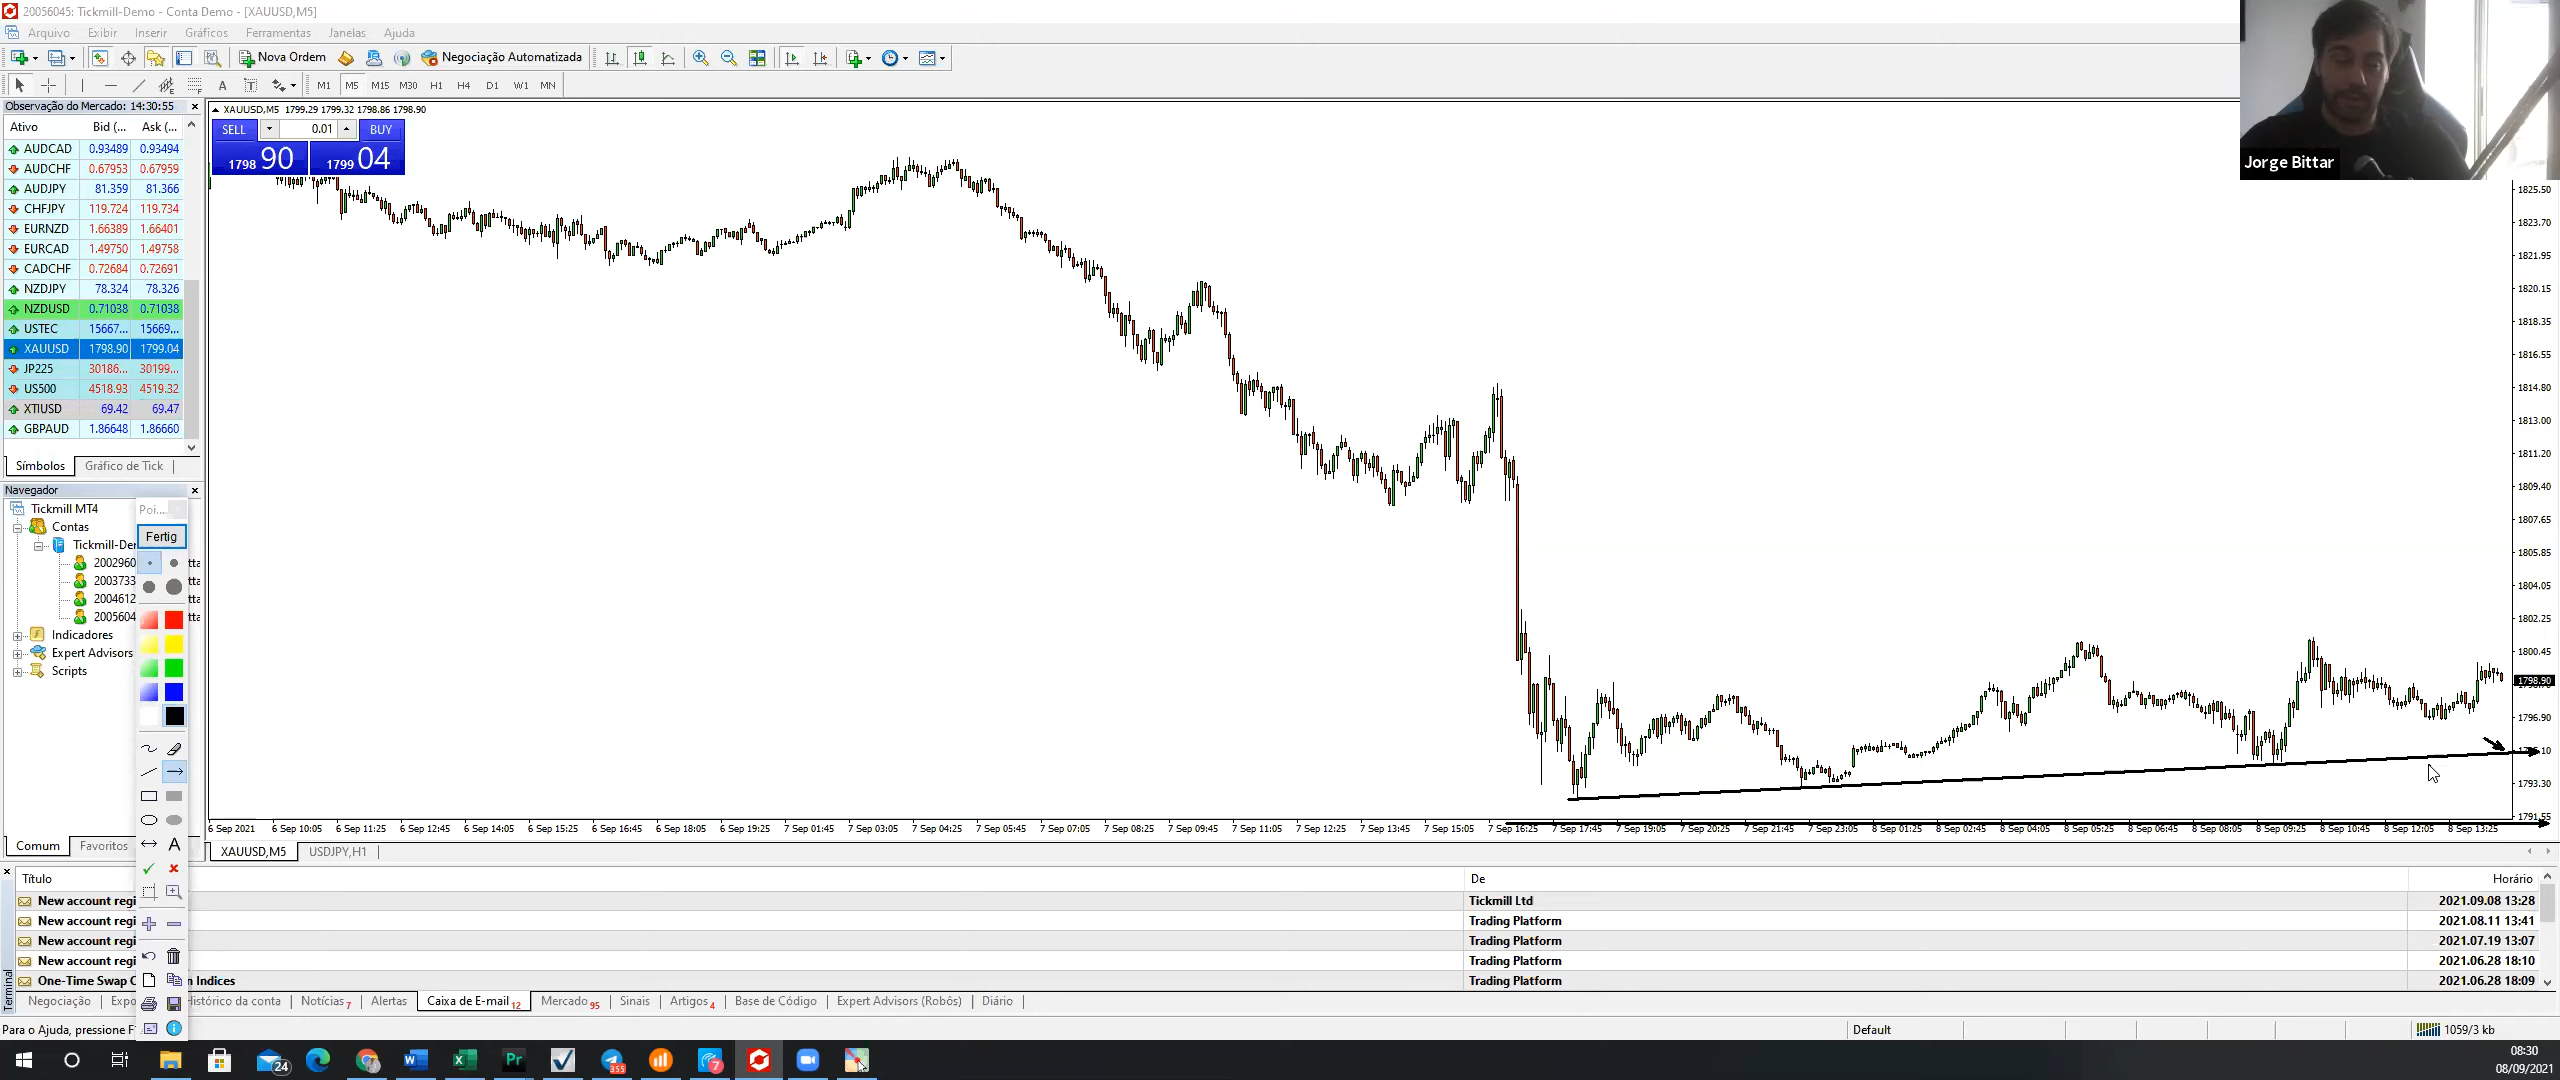 20056045: Tickmill-Demo - Conta Demo - [XAUUSD,M5]
Arquivo Exibir Inserir Gráficos Ferramentas Janelas Ajuda
Nova Ordem Negociação Automatizada
A T M1 M5 M15 M30 H1 H4 D1 W1 MN
Observação do Mercado: 14:30:55
Ativo Bid (... Ask (...
AUDCAD 0.93489 0.93494
AUDCHF 0.67953 0.67959
AUDJPY 81.359 81.366
CHFJPY 119.724 119.734
EURNZD 1.66389 1.66401
EURCAD 1.49750 1.49758
CADCHF 0.72684 0.72691
NZDJPY 78.324 78.326
NZDUSD 0.71038 0.71038
USTEC 15667... 15669...
XAUUSD 1798.90 1799.04
JP225 30186... 30199...
US500 4518.93 4519.32
XTIUSD 69.42 69.47
GBPAUD 1.86648 1.86660
Símbolos Gráfico de Tick
Navegador
Tickmill MT4
Contas
Tickmill-De
2002960
2003733
2004612
2005604
Indicadores
Expert Advisors
Scripts
Comum Favoritos
Poi...
Fertig
A
XAUUSD,M5 1799.29 1799.32 1798.86 1798.90
SELL 0.01 BUY
1798 90 1799 04
Jorge Bittar
1825.50
1823.70
1821.95
1820.15
1818.35
1816.55
1814.80
1813.00
1811.20
1809.40
1807.65
1805.85
1804.05
1802.25
1800.45
1798.90
1796.90
1793.30
1791.55
6 Sep 2021 6 Sep 10:05 6 Sep 11:25 6 Sep 12:45 6 Sep 14:05 6 Sep 15:25 6 Sep 16:45 6 Sep 18:05 6 Sep 19:25 6 Sep 21:45 7 Sep 03:05 7 Sep 04:25 7 Sep 05:45 7 Sep 07:05 7 Sep 08:25 7 Sep 09:45 7 Sep 11:05 7 Sep 12:25 7 Sep 13:45 7 Sep 15:05 7 Sep 16:25 7 Sep 17:45 7 Sep 19:05 7 Sep 20:25 7 Sep 21:45 7 Sep 23:05 8 Sep 01:25 8 Sep 02:45 8 Sep 04:05 8 Sep 05:25 8 Sep 06:45 8 Sep 08:05 8 Sep 09:25 8 Sep 10:45 8 Sep 12:05 8 Sep 13:25
XAUUSD,M5 USDJPY,H1
Título De Horário
New account regi Tickmill Ltd 2021.09.08 13:28
New account regi Trading Platform 2021.08.11 13:41
New account regi Trading Platform 2021.07.19 13:07
New account regi Trading Platform 2021.06.28 18:10
One-Time Swap C n Indices Trading Platform 2021.06.28 18:09
Terminal
Negociação Expo istórico da conta Notícias 7 Alertas Caixa de E-mail 12 Mercado 95 Sinais Artigos 4 Base de Código Expert Advisors (Robôs) Diário
Para o Ajuda, pressione F Default 1059/3 kb
24 355 7
08:30
08/09/2021